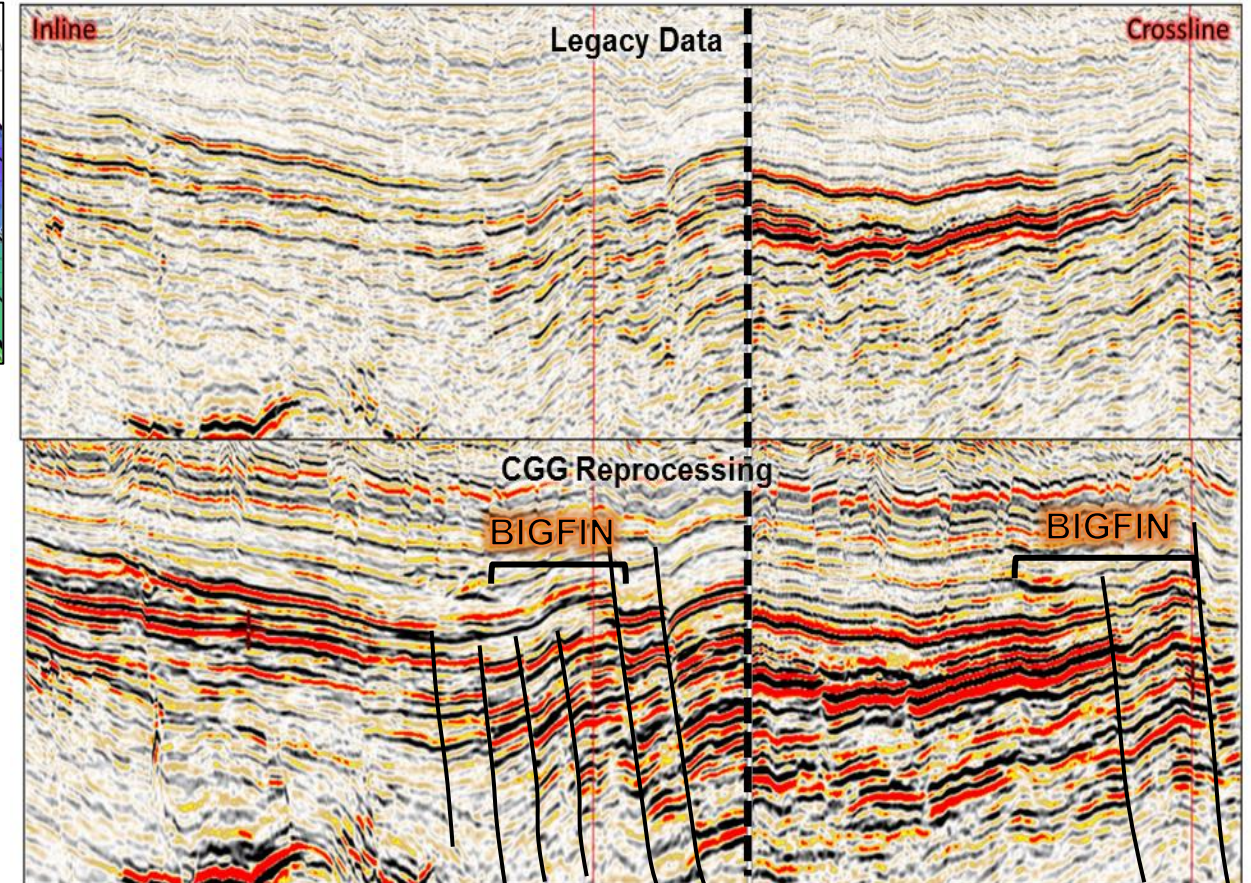 Inline
Legacy Data
Crossline
CGG Reprocessing
BIGFIN
BIGFIN